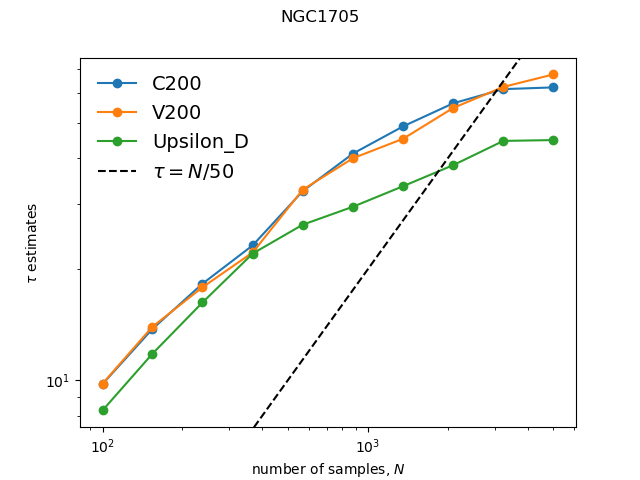 NGC1705
C200
V200
Upsilon_D
τ = N/50
τ estimates
10¹
10² 10³
number of samples, N